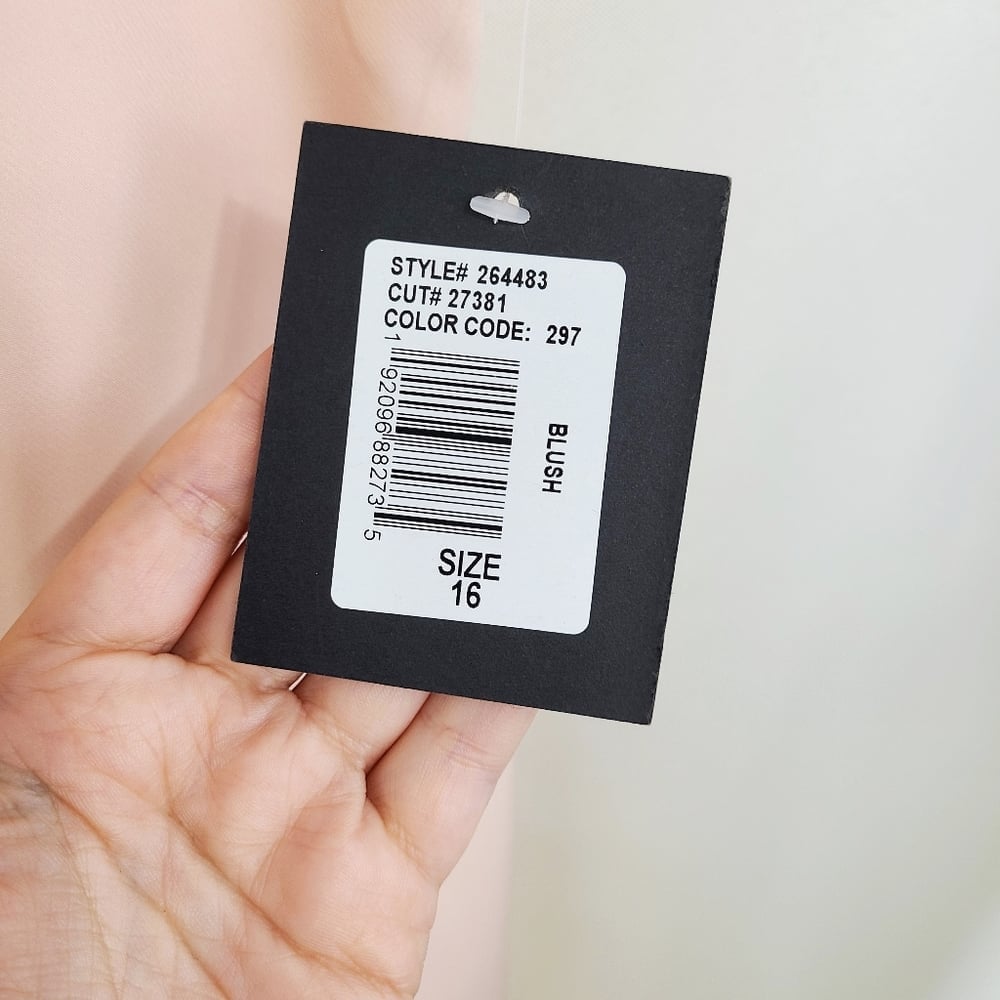 STYLE# 264483
CUT# 27381
COLOR CODE: 297
1 92096 88273 5
BLUSH
SIZE
16